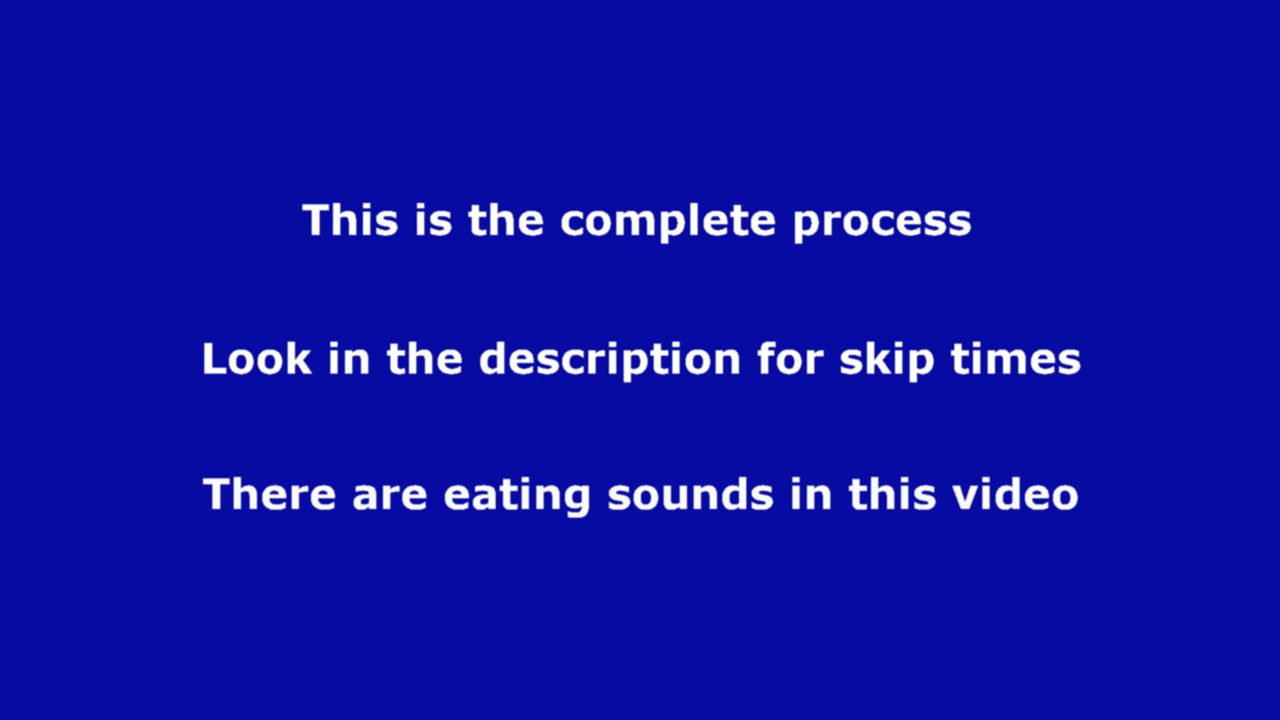 This is the complete process
Look in the description for skip times
There are eating sounds in this video